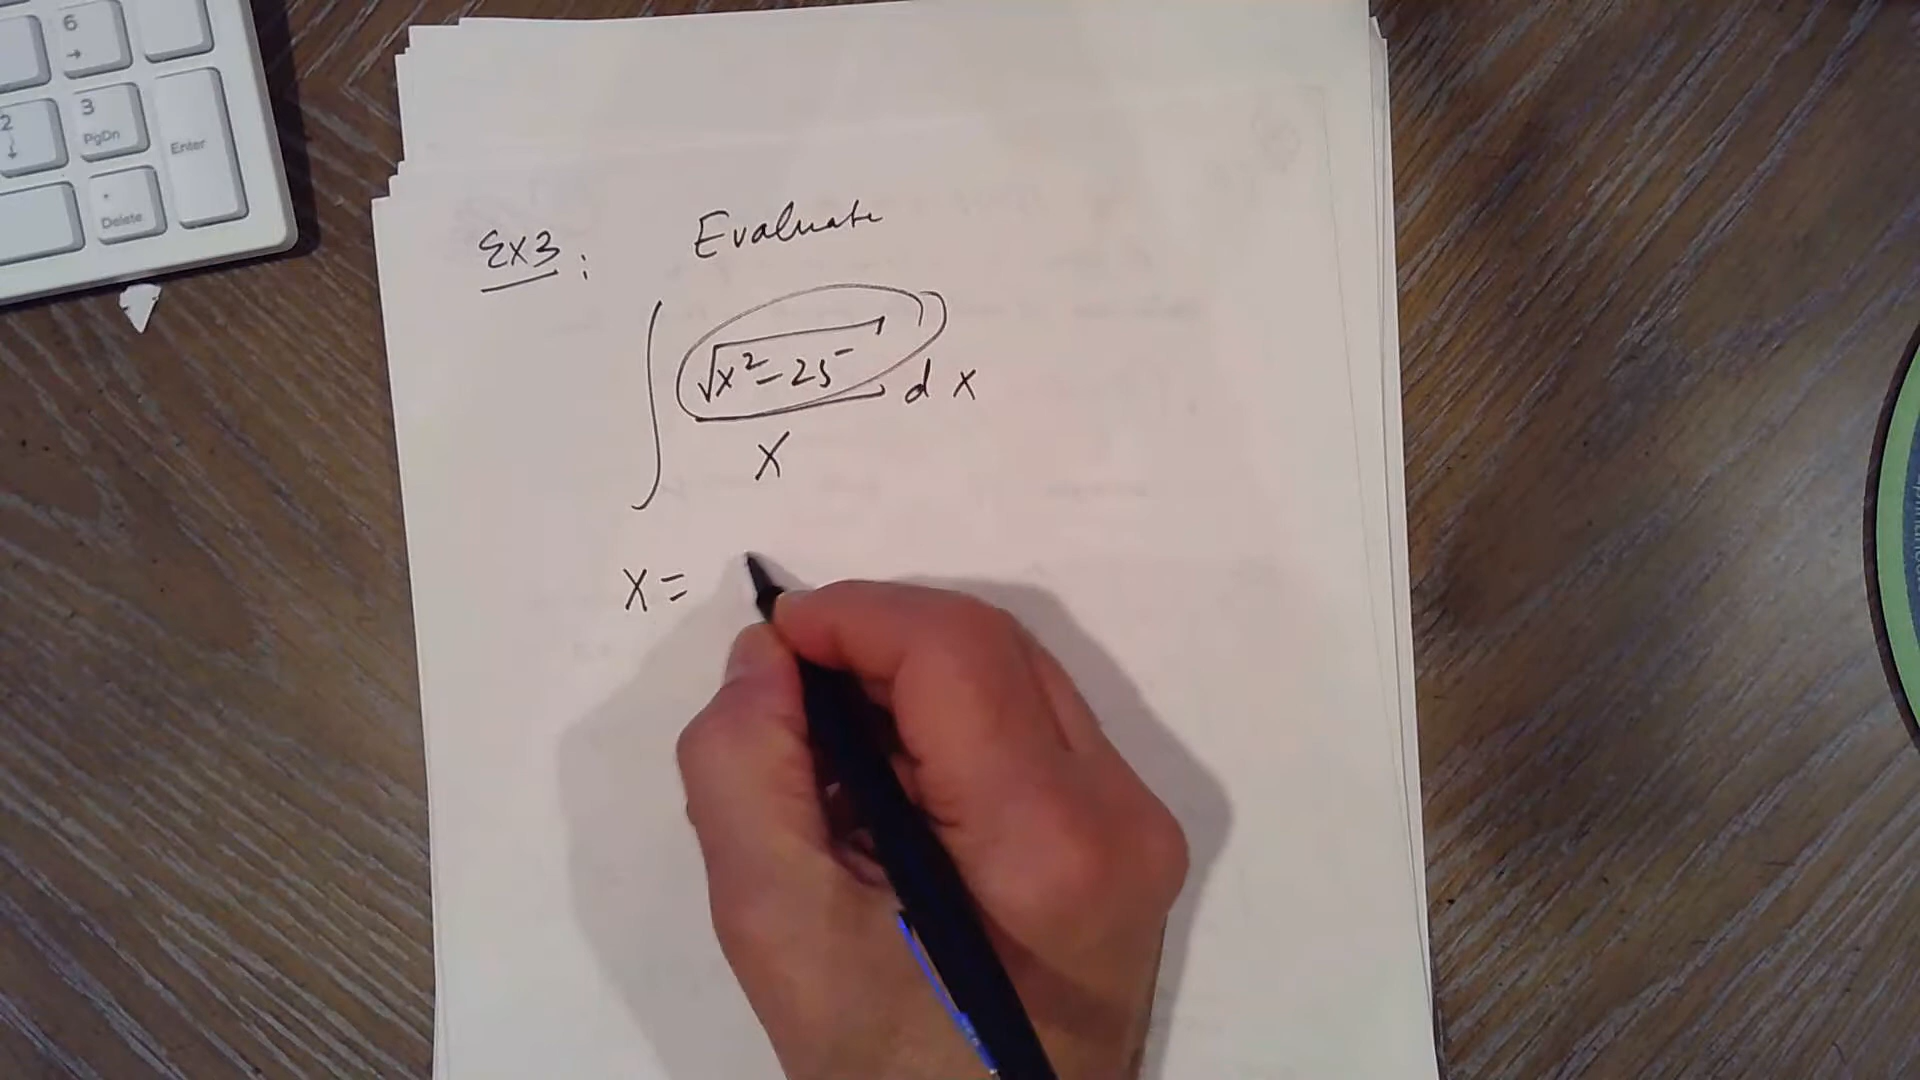 6
→
2
↓
3
PgDn
Enter
.
Delete
Ex3: Evaluate
∫ √(x²-25) / x dx
x=